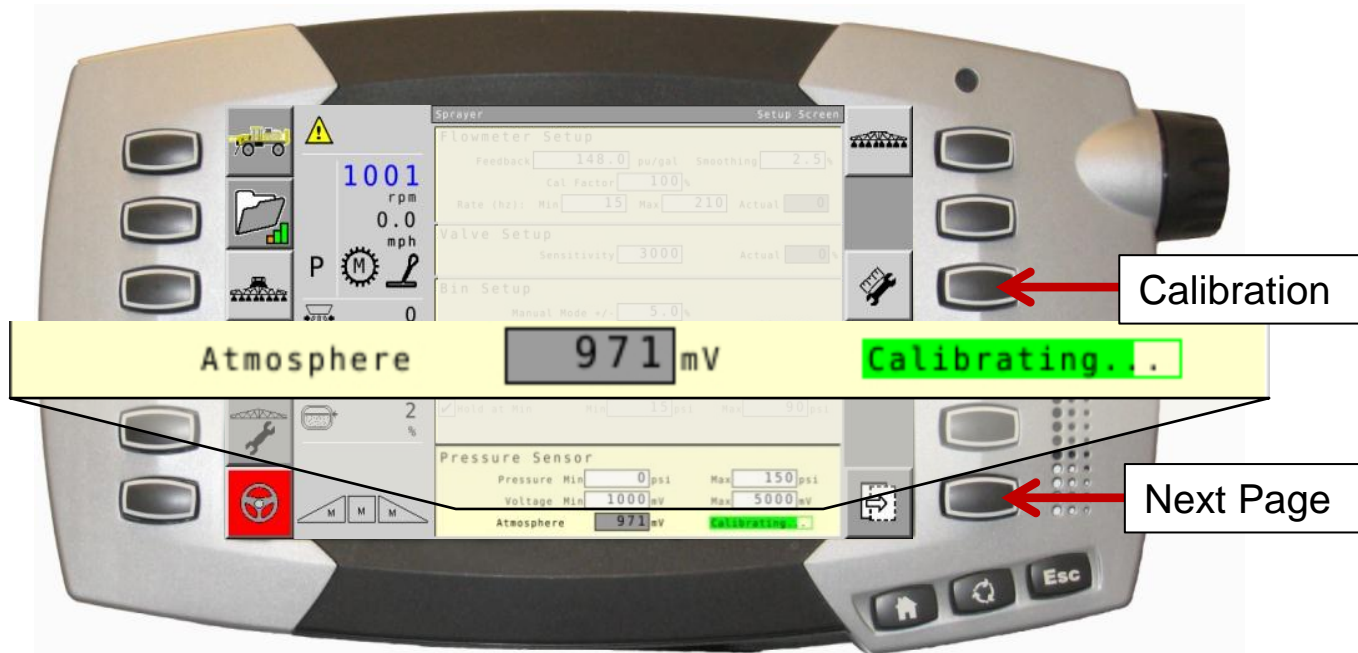 Sprayer Setup Screen
Flowmeter Setup
Feedback 148.0 pu/gal Smoothing 2.5%
Cal Factor 100%
Rate (hz): Min 15 Max 210 Actual 0
Valve Setup
Sensitivity 3000 Actual 0%
Bin Setup
Manual Mode +/- 5.0%
1001
rpm
0.0
mph
P M
0
Calibration
Atmosphere 971 mV Calibrating...
2
%
Hold at Min Min 15 psi Max 90 psi
Pressure Sensor
Pressure Min 0 psi Max 150 psi
Voltage Min 1000 mV Max 5000 mV
Atmosphere 971 mV Calibrating...
M M M
Next Page
Esc